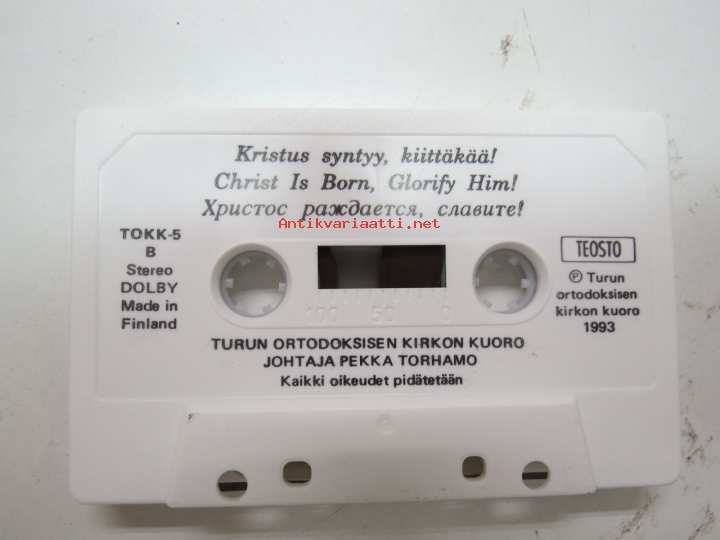 Kristus syntyy, kiittäkää!
Christ Is Born, Glorify Him!
Христос раждается, славите!
Antikvariaatti.net
TOKK-5
B
Stereo
DOLBY
Made in
Finland
TEOSTO
Ⓟ Turun
ortodoksisen
kirkon kuoro
1993
100 50 0
TURUN ORTODOKSISEN KIRKON KUORO
JOHTAJA PEKKA TORHAMO
Kaikki oikeudet pidätetään